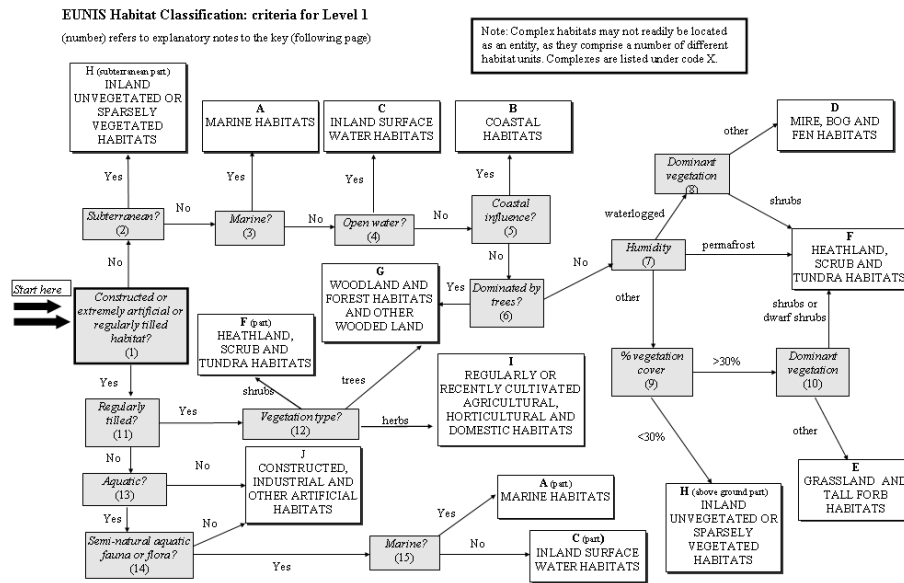 EUNIS Habitat Classification: criteria for Level 1
(number) refers to explanatory notes to the key (following page)
Note: Complex habitats may not readily be located
as an entity, as they comprise a number of different
habitat units. Complexes are listed under code X.
H (subterranean part)
INLAND
UNVEGETATED OR
SPARSELY
VEGETATED
HABITATS
A
MARINE HABITATS
C
INLAND SURFACE
WATER HABITATS
B
COASTAL
HABITATS
D
MIRE, BOG AND
FEN HABITATS
other
Dominant
vegetation
(8)
Yes
Yes
Yes
Yes
shrubs
waterlogged
Subterranean?
(2)
No
Marine?
(3)
No
Open water?
(4)
No
Coastal
influence?
(5)
Humidity
(7)
permafrost
F
HEATHLAND,
SCRUB AND
TUNDRA HABITATS
No
No
No
Start here
Constructed or
extremely artificial or
regularly tilled
habitat?
(1)
G
WOODLAND AND
FOREST HABITATS
AND OTHER
WOODED LAND
Yes
Dominated by
trees?
(6)
other
shrubs or
dwarf shrubs
F (part)
HEATHLAND,
SCRUB AND
TUNDRA HABITATS
% vegetation
cover
(9)
>30%
Dominant
vegetation
(10)
Yes
shrubs
trees
I
REGULARLY OR
RECENTLY CULTIVATED
AGRICULTURAL,
HORTICULTURAL AND
DOMESTIC HABITATS
Regularly
tilled?
(11)
Yes
Vegetation type?
(12)
herbs
<30%
other
No
Aquatic?
(13)
No
J
CONSTRUCTED,
INDUSTRIAL AND
OTHER ARTIFICIAL
HABITATS
E
GRASSLAND AND
TALL FORB
HABITATS
A (part)
MARINE HABITATS
H (above ground part)
INLAND
UNVEGETATED OR
SPARSELY
VEGETATED
HABITATS
Yes
No
Yes
Semi-natural aquatic
fauna or flora?
(14)
Yes
Marine?
(15)
No
C (part)
INLAND SURFACE
WATER HABITATS